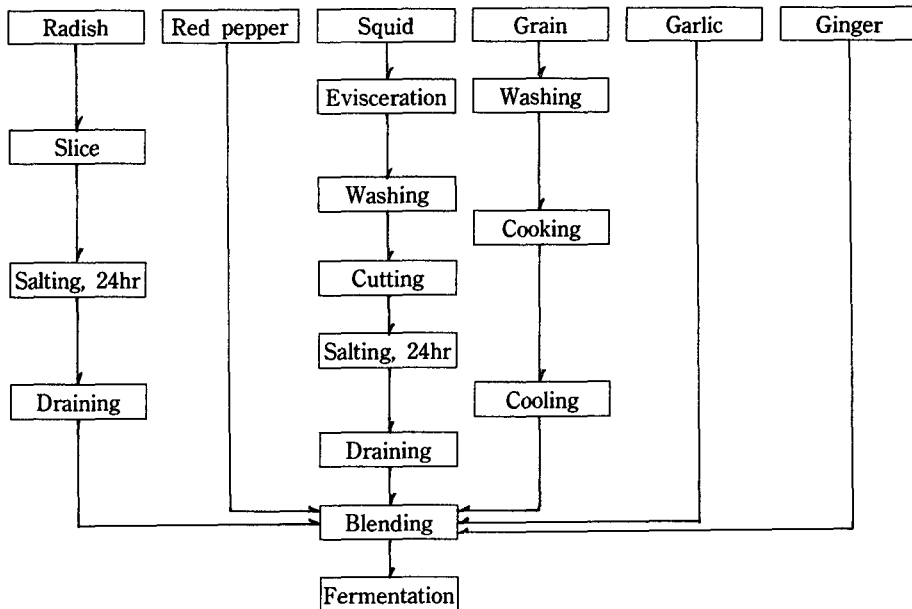 Radish
Red pepper
Squid
Grain
Garlic
Ginger
Evisceration
Washing
Slice
Washing
Cooking
Salting, 24hr
Cutting
Salting, 24hr
Draining
Cooling
Draining
Blending
Fermentation